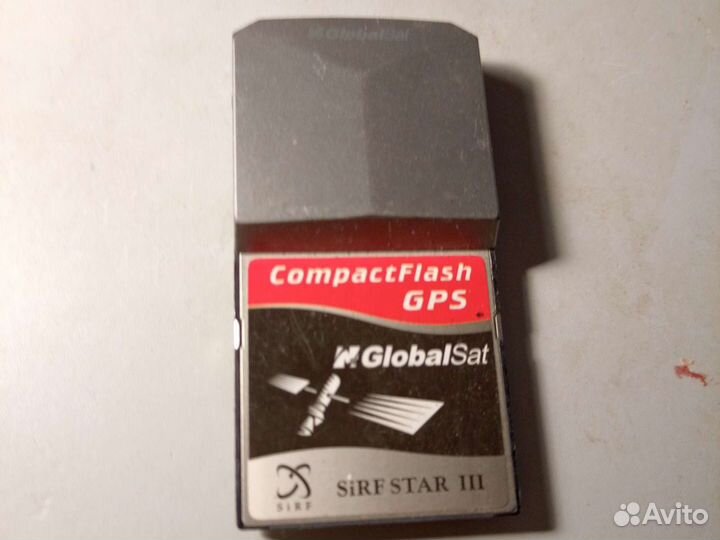 GlobalSat
CompactFlash
GPS
GlobalSat
SiRF
SiRF STAR III
Avito